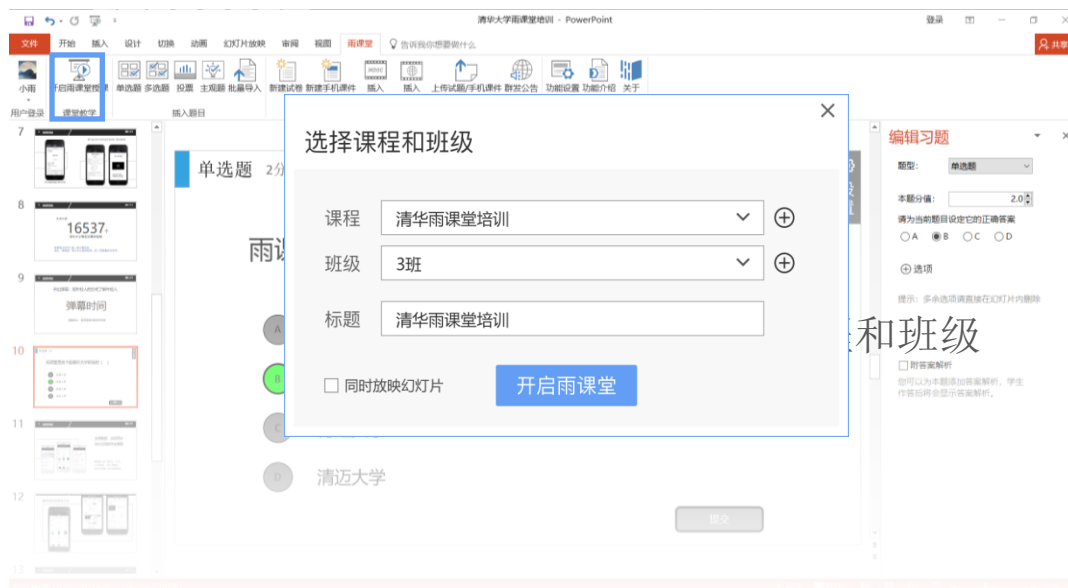 清华大学雨课堂培训 - PowerPoint
登录
文件 开始 插入 设计 切换 动画 幻灯片放映 审阅 视图 雨课堂 告诉我你想要做什么
共享
小雨 开启雨课堂授课 单选题 多选题 投票 主观题 批量导入 新建试卷 新建手机课件 插入 插入 上传试题/手机课件 群发公告 功能设置 功能介绍 关于
用户登录 课堂教学 插入题目
7
8
16537
9
弹幕时间
10
11
12
13
单选题 2分
雨课
A
B
C
D 清迈大学
提交
选择课程和班级
课程 清华雨课堂培训
班级 3班
标题 清华雨课堂培训
同时放映幻灯片 开启雨课堂
和班级
编辑习题
题型: 单选题
本题分值: 2.0
请为当前题目设定它的正确答案
A B C D
选项
提示: 多余选项请直接在幻灯片内删除
附答案解析
您可以为本题添加答案解析, 学生
作答后将会显示答案解析。